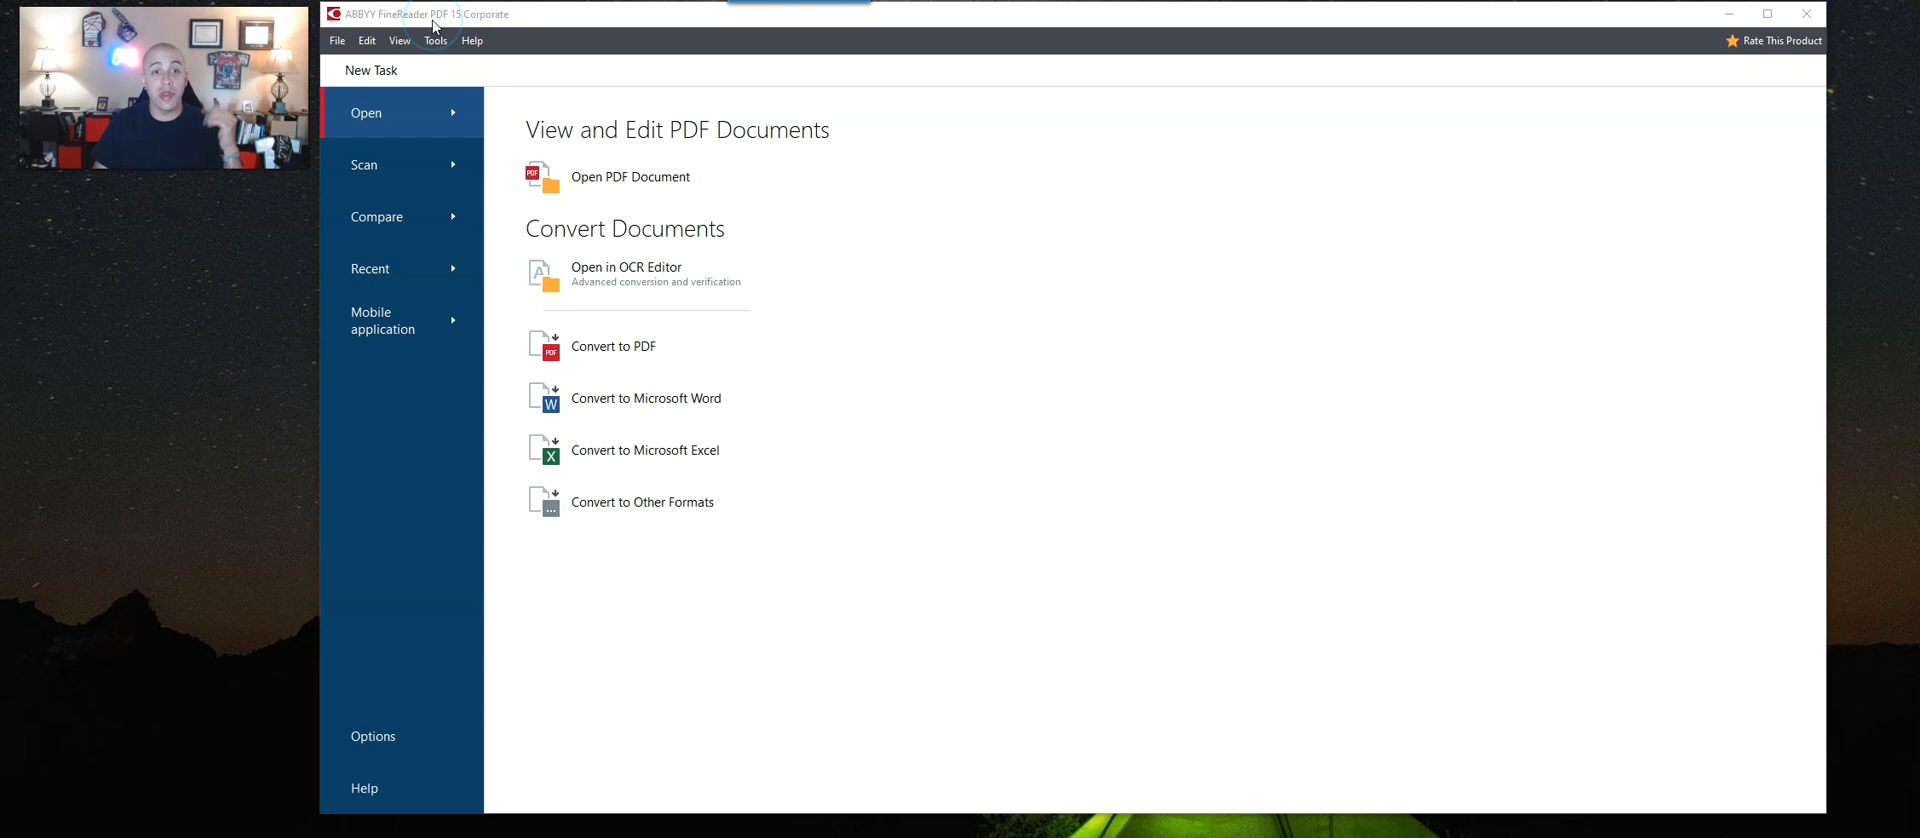 ABBYY FineReader PDF 15 Corporate
File Edit View Tools Help
Rate This Product
New Task
Open
Scan
Compare
Recent
Mobile
application
Options
Help
View and Edit PDF Documents
PDF
Open PDF Document
Convert Documents
A
Open in OCR Editor
Advanced conversion and verification
PDF
Convert to PDF
W
Convert to Microsoft Word
X
Convert to Microsoft Excel
...
Convert to Other Formats